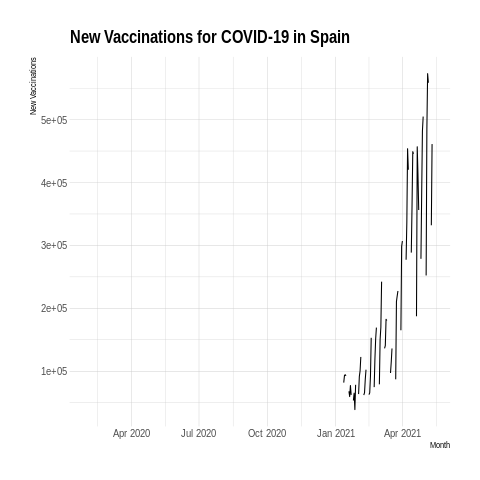 New Vaccinations for COVID-19 in Spain
New Vaccinations
5e+05
4e+05
3e+05
2e+05
1e+05
Apr 2020 Jul 2020 Oct 2020 Jan 2021 Apr 2021
Month